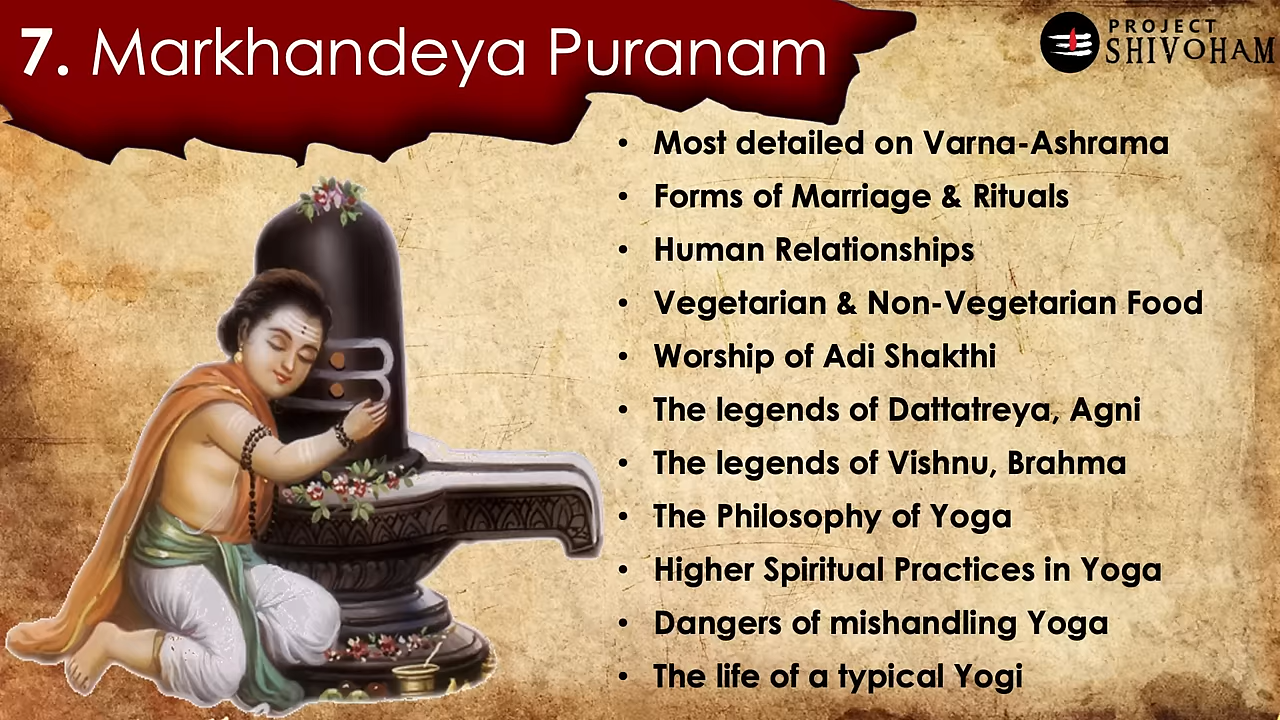 7. Markhandeya Puranam
PROJECT
SHIVOHAM
• Most detailed on Varna-Ashrama
• Forms of Marriage & Rituals
• Human Relationships
• Vegetarian & Non-Vegetarian Food
• Worship of Adi Shakthi
• The legends of Dattatreya, Agni
• The legends of Vishnu, Brahma
• The Philosophy of Yoga
• Higher Spiritual Practices in Yoga
• Dangers of mishandling Yoga
• The life of a typical Yogi